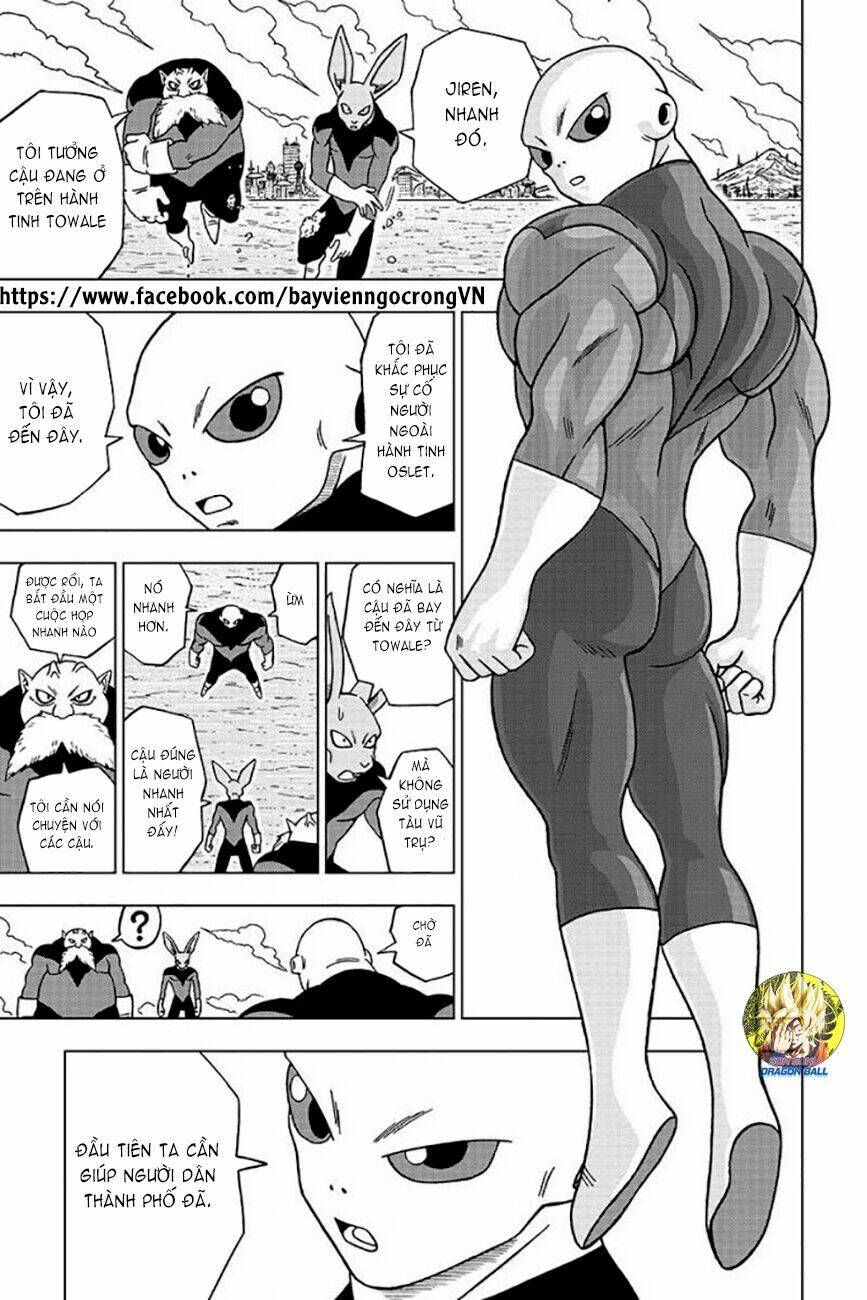 JIREN,
NHANH
ĐÓ.
TÔI TƯỞNG
CẬU ĐANG Ở
TRÊN HÀNH
TINH TOWALE
https://www.facebook.com/bayvienngocrongVN
TÔI ĐÃ
KHẮC PHỤC
SỰ CỐ
NGƯỜI
NGOÀI
HÀNH TINH
OSLET.
VÌ VẬY,
TÔI ĐÃ
ĐẾN ĐÂY.
CÓ NGHĨA LÀ
CẬU ĐÃ BAY
ĐẾN ĐÂY TỪ
TOWALE?
MÀ
KHÔNG
SỬ DỤNG
TÀU VŨ
TRỤ?
ỪM
NÓ
NHANH
HƠN.
CẬU ĐÚNG
LÀ NGƯỜI
NHANH
NHẤT
ĐẤY!
ĐƯỢC RỒI, TA
BẮT ĐẦU MỘT
CUỘC HỌP
NHANH NÀO
TÔI CẦN NÓI
CHUYỆN VỚI
CÁC CẬU.
CHỜ
ĐÃ
?
ĐẦU TIÊN TA CẦN
GIÚP NGƯỜI DÂN
THÀNH PHỐ ĐÃ.
DRAGON BALL